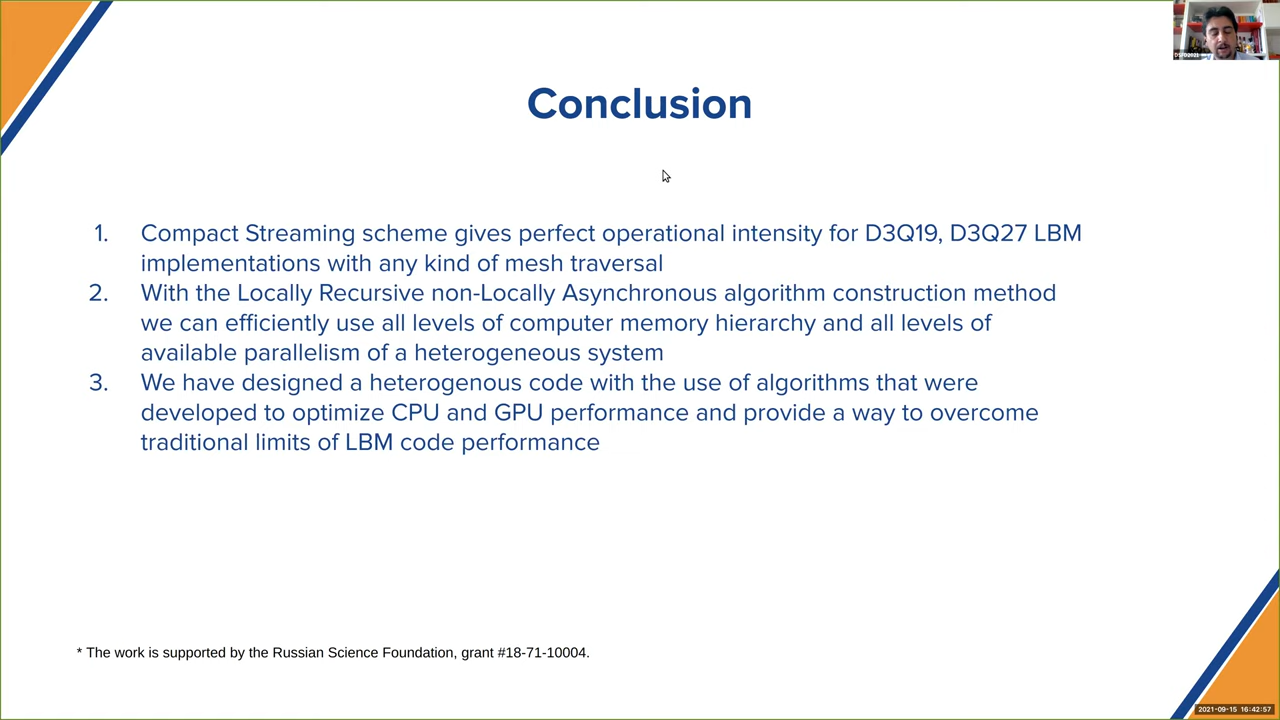 Conclusion
1. Compact Streaming scheme gives perfect operational intensity for D3Q19, D3Q27 LBM
implementations with any kind of mesh traversal
2. With the Locally Recursive non-Locally Asynchronous algorithm construction method
we can efficiently use all levels of computer memory hierarchy and all levels of
available parallelism of a heterogeneous system
3. We have designed a heterogenous code with the use of algorithms that were
developed to optimize CPU and GPU performance and provide a way to overcome
traditional limits of LBM code performance
* The work is supported by the Russian Science Foundation, grant #18-71-10004.
DSFD2021
2021-09-15 16:42:57